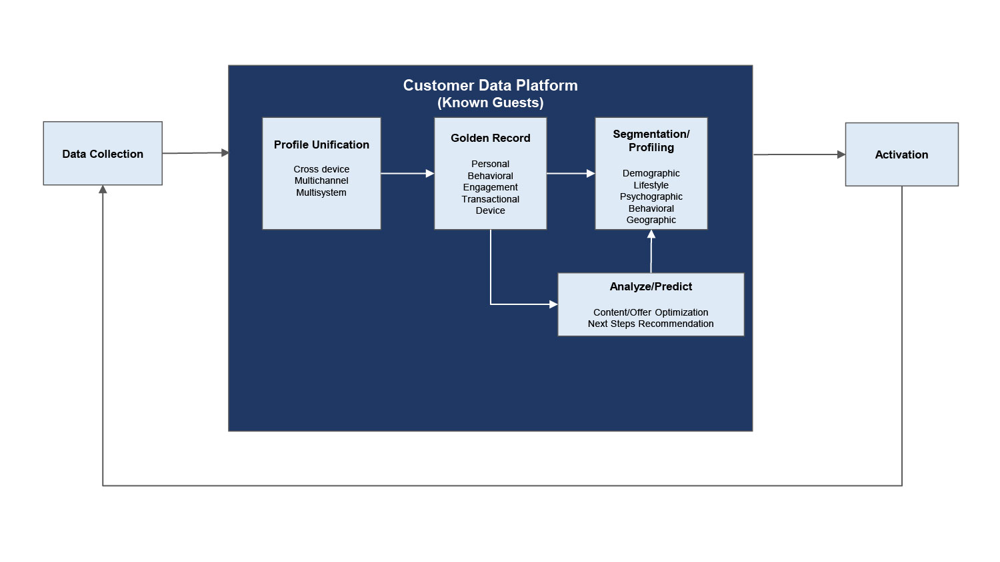 Customer Data Platform
(Known Guests)
Data Collection
Profile Unification
Cross device
Multichannel
Multisystem
Golden Record
Personal
Behavioral
Engagement
Transactional
Device
Segmentation/
Profiling
Demographic
Lifestyle
Psychographic
Behavioral
Geographic
Activation
Analyze/Predict
Content/Offer Optimization
Next Steps Recommendation